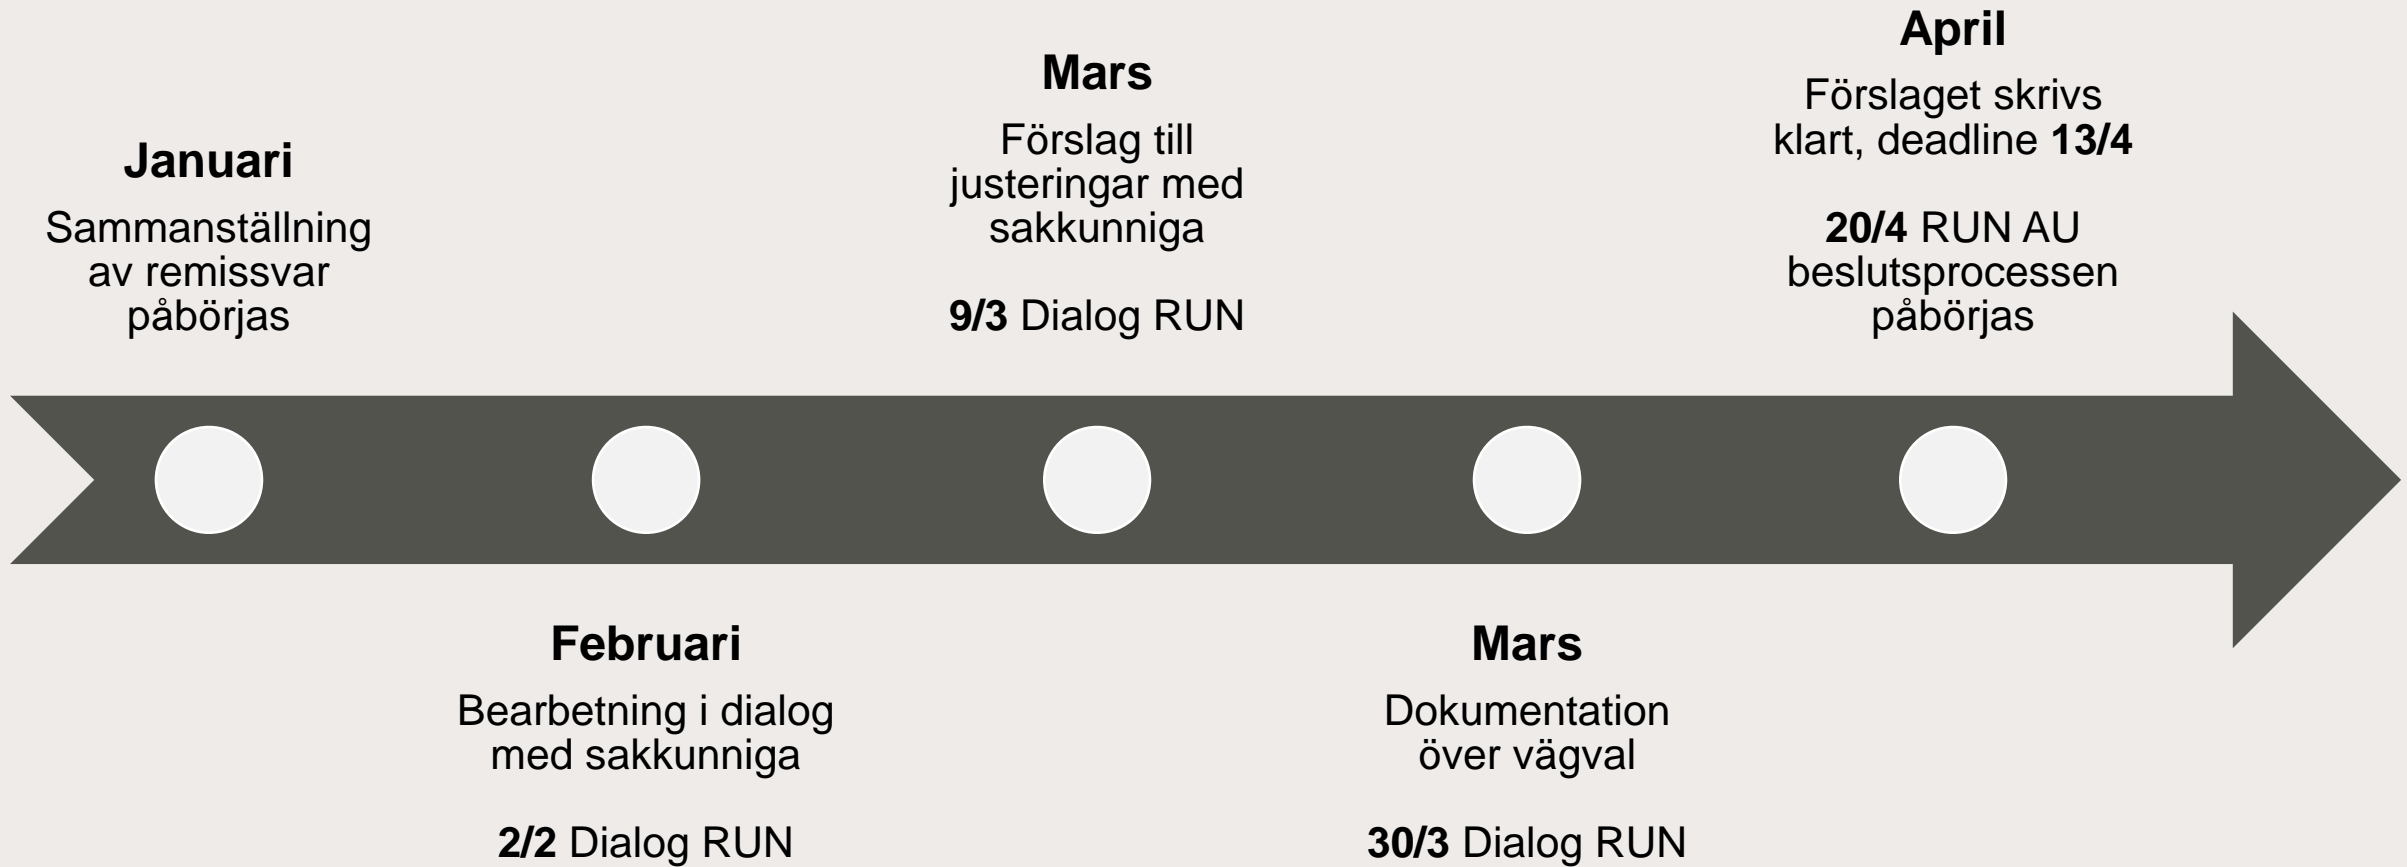 Januari
Sammanställning
av remissvar
påbörjas
Februari
Bearbetning i dialog
med sakkunniga
2/2 Dialog RUN
Mars
Förslag till
justeringar med
sakkunniga
9/3 Dialog RUN
Mars
Dokumentation
över vägval
30/3 Dialog RUN
April
Förslaget skrivs
klart, deadline 13/4
20/4 RUN AU
beslutsprocessen
påbörjas